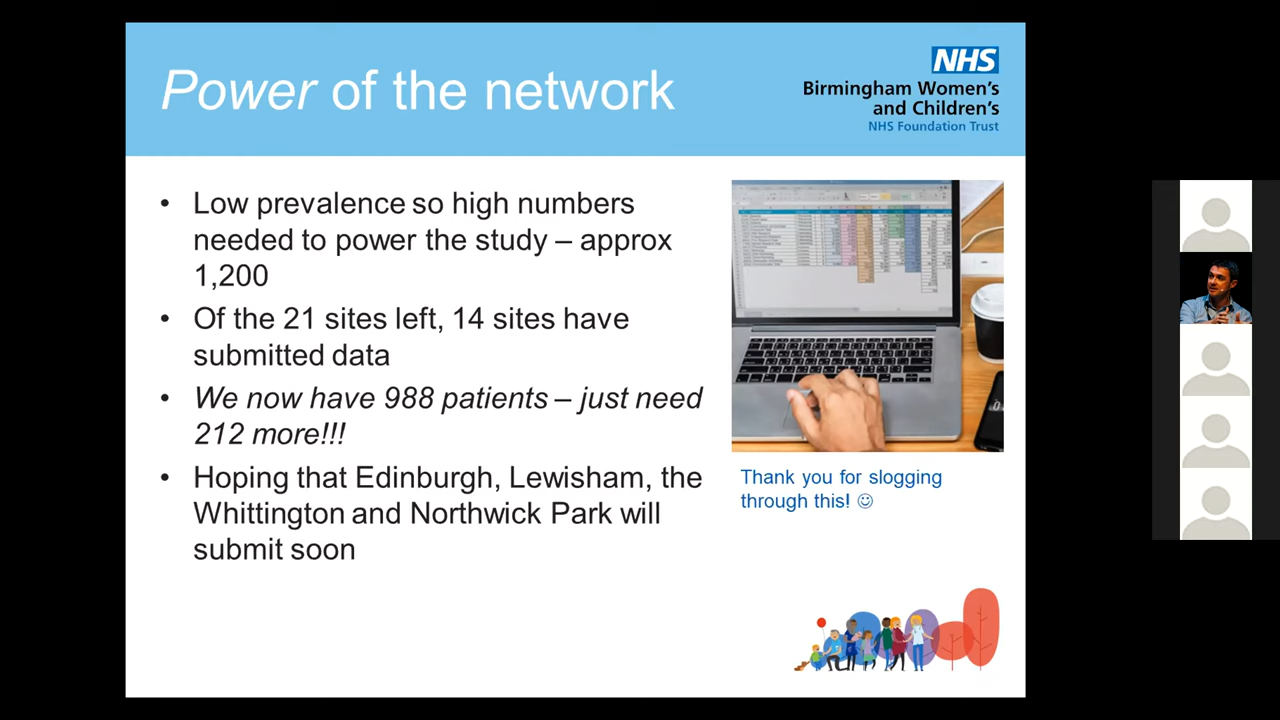 Power of the network
NHS
Birmingham Women's
and Children's
NHS Foundation Trust
• Low prevalence so high numbers
needed to power the study – approx
1,200
• Of the 21 sites left, 14 sites have
submitted data
• We now have 988 patients – just need
212 more!!!
• Hoping that Edinburgh, Lewisham, the
Whittington and Northwick Park will
submit soon
Thank you for slogging
through this! ☺